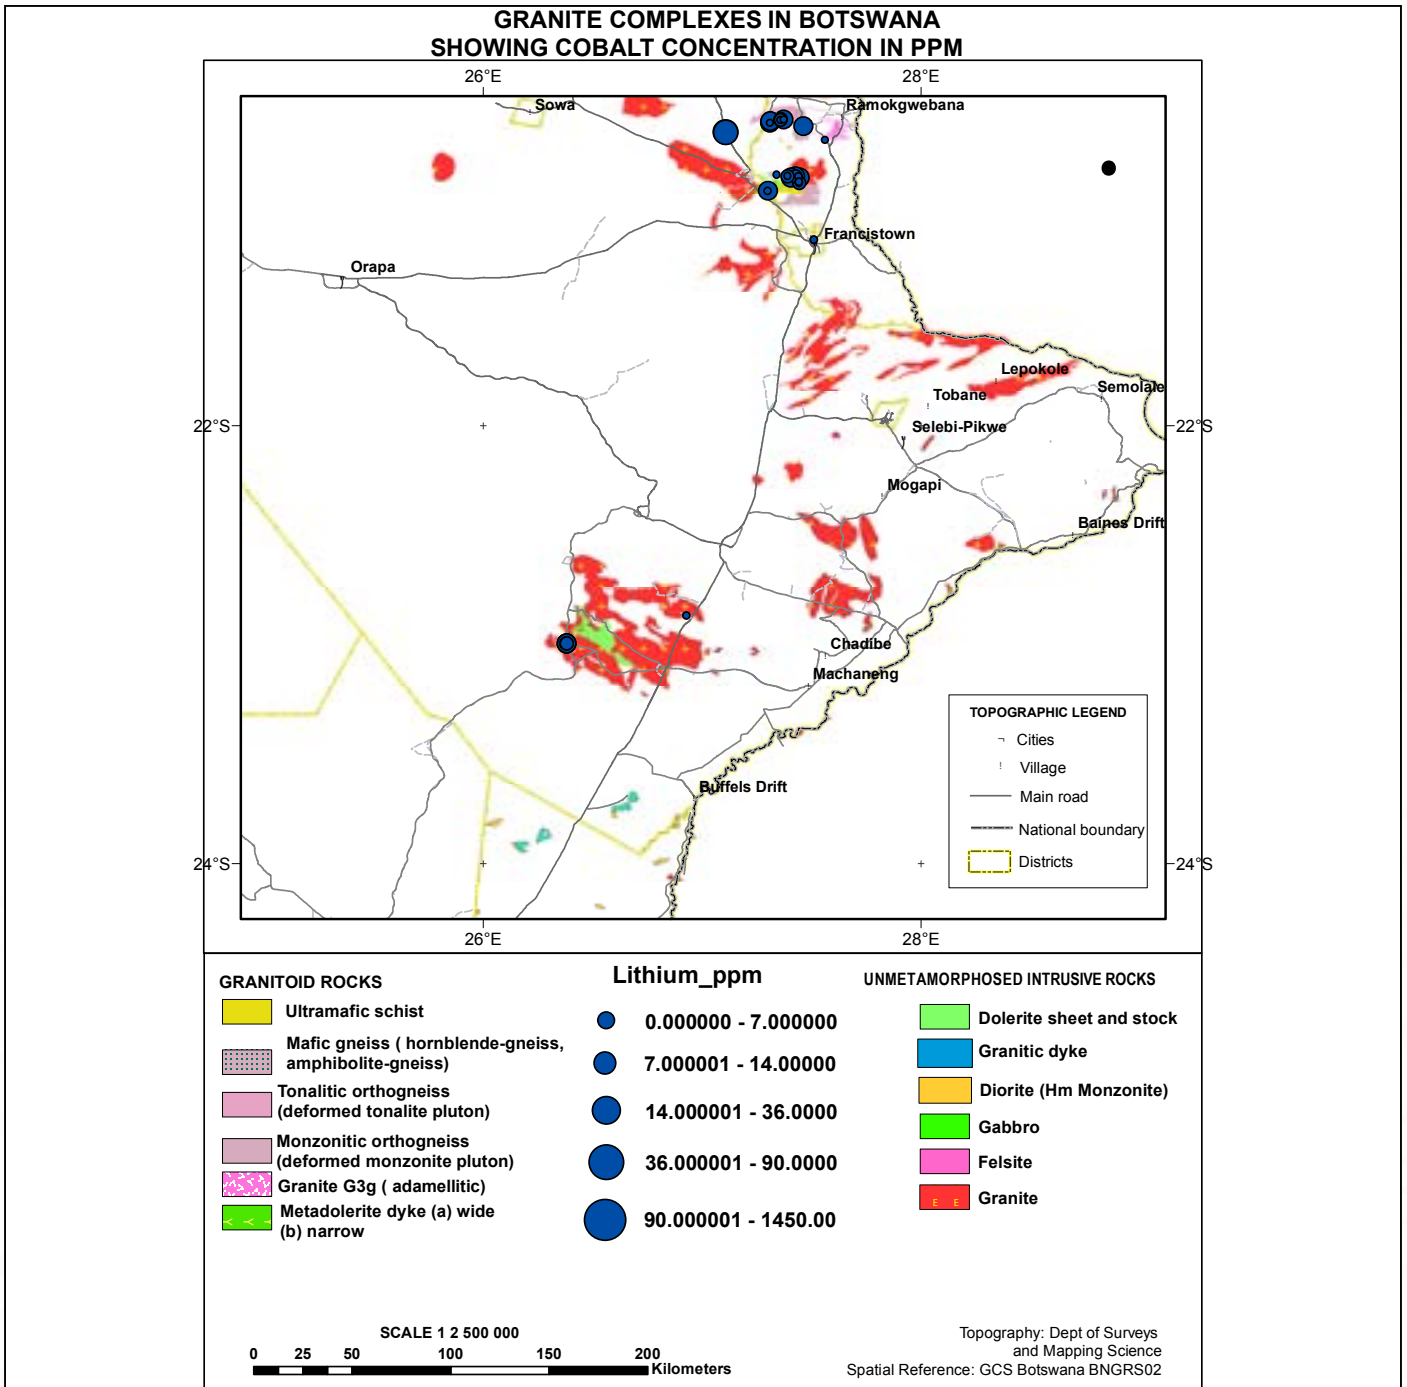 GRANITE COMPLEXES IN BOTSWANA
SHOWING COBALT CONCENTRATION IN PPM
26°E
28°E
Sowa
Ramokgwebana
Francistown
Orapa
Lepokole
Semolale
Tobane
22°S
22°S
Selebi-Pikwe
Mogapi
Baines Drift
Chadibe
Machaneng
Buffels Drift
TOPOGRAPHIC LEGEND
Cities
Village
Main road
National boundary
Districts
24°S
24°S
26°E
28°E
GRANITOID ROCKS
Ultramafic schist
Mafic gneiss ( hornblende-gneiss,
amphibolite-gneiss)
Tonalitic orthogneiss
(deformed tonalite pluton)
Monzonitic orthogneiss
(deformed monzonite pluton)
Granite G3g ( adamellitic)
Metadolerite dyke (a) wide
(b) narrow
Lithium_ppm
0.000000 - 7.000000
7.000001 - 14.00000
14.000001 - 36.0000
36.000001 - 90.0000
90.000001 - 1450.00
UNMETAMORPHOSED INTRUSIVE ROCKS
Dolerite sheet and stock
Granitic dyke
Diorite (Hm Monzonite)
Gabbro
Felsite
E E
Granite
SCALE 1 2 500 000
0 25 50 100 150 200
Kilometers
Topography: Dept of Surveys
and Mapping Science
Spatial Reference: GCS Botswana BNGRS02